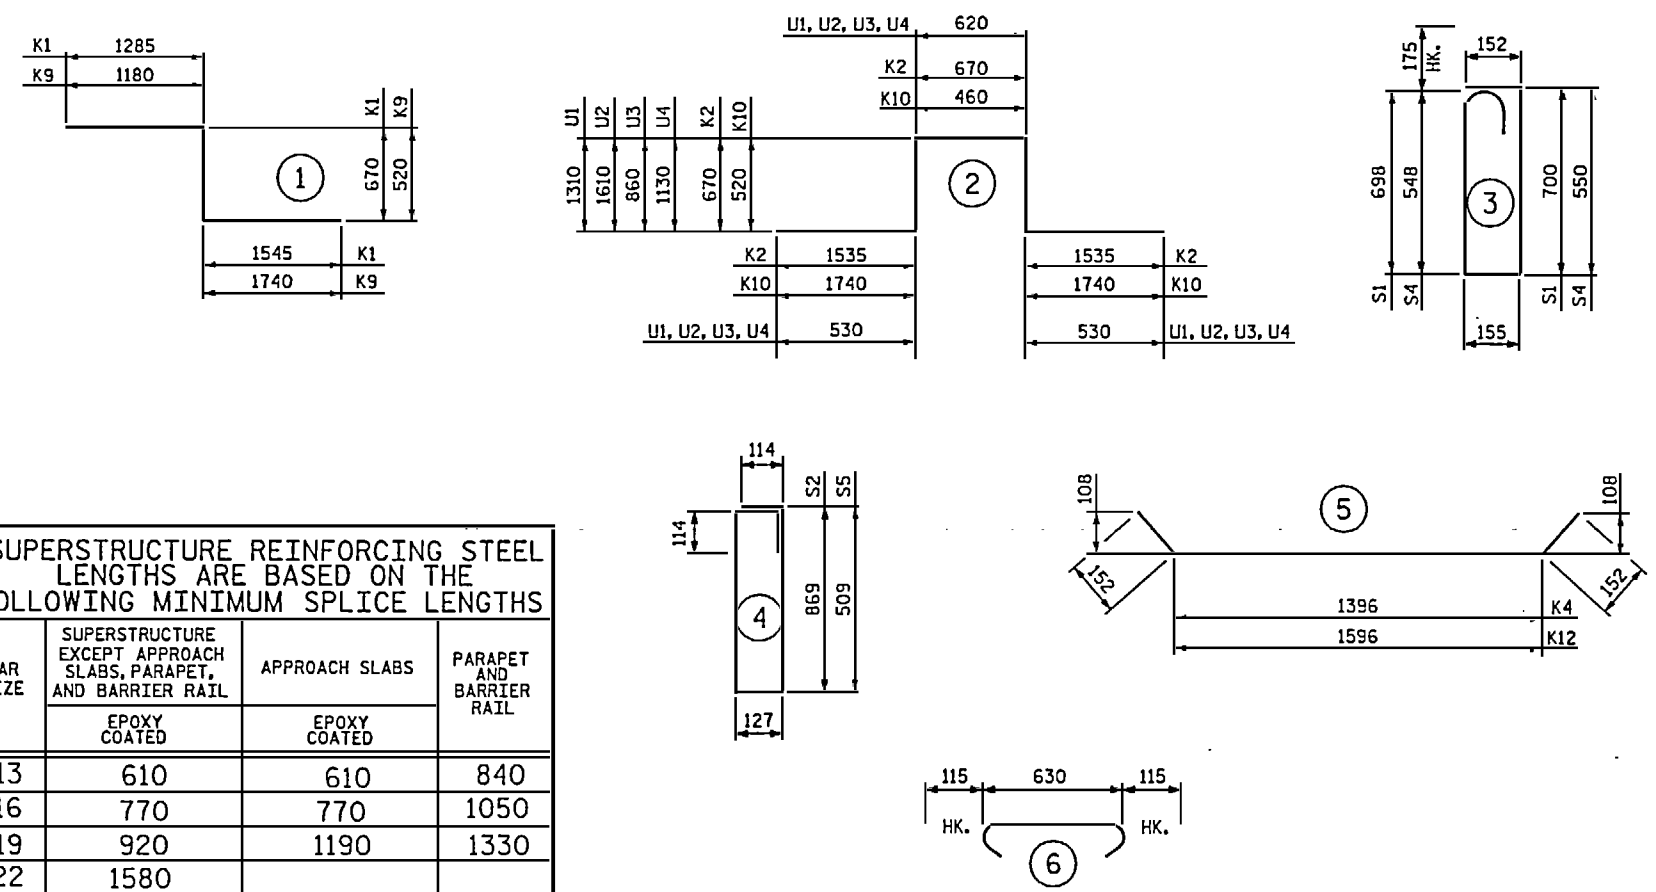 K1 1285
K9 1180
K1 K9
670 520
1
1545 K1
1740 K9
U1, U2, U3, U4 620
K2 670
K10 460
U1 U2 U3 U4 K2 K10
1310 1610 860 1130 670 520
2
K2 1535 1535 K2
K10 1740 1740 K10
U1, U2, U3, U4 530 530 U1, U2, U3, U4
175 HK. 152
698 548 700 550
3
S1 S4 S1 S4
155
114
S2 S5
114
869 509
4
127
108 108
5
152 152
1396 K4
1596 K12
115 630 115
HK. HK.
6
SUPERSTRUCTURE REINFORCING STEEL
LENGTHS ARE BASED ON THE
OLLOWING MINIMUM SPLICE LENGTHS
AR
ZE
SUPERSTRUCTURE
EXCEPT APPROACH
SLABS, PARAPET,
AND BARRIER RAIL
APPROACH SLABS
PARAPET
AND
BARRIER
RAIL
EPOXY
COATED
EPOXY
COATED
13 610 610 840
16 770 770 1050
19 920 1190 1330
22 1580